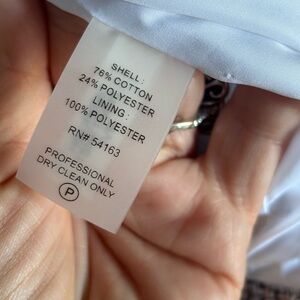 SHELL:
76% COTTON
24% POLYESTER
LINING:
100% POLYESTER
RN# 54163
PROFESSIONAL
DRY CLEAN ONLY
P